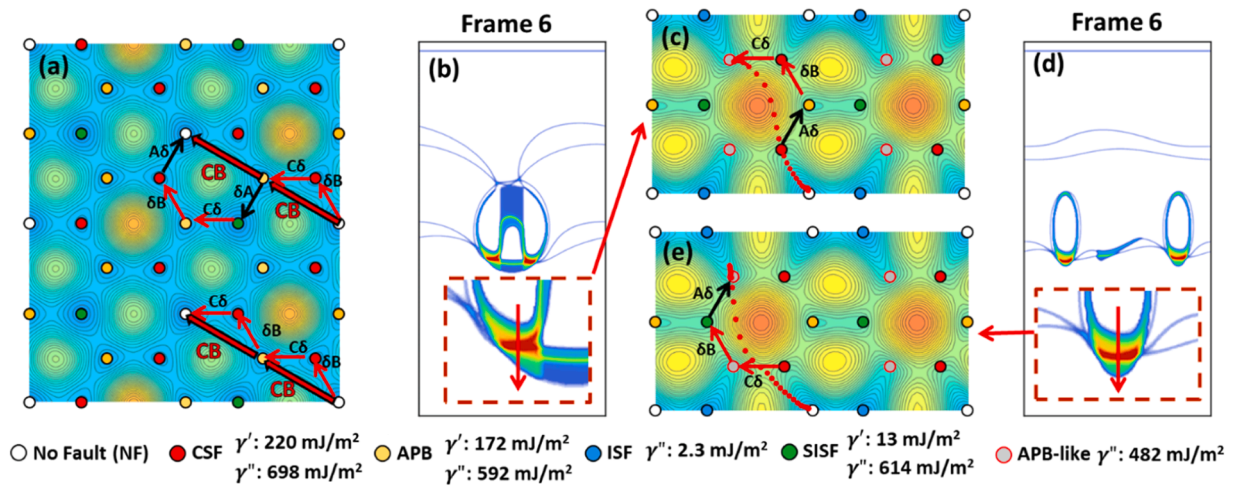 Frame 6
Frame 6
(a)
(b)
(c)
(d)
(e)
Aδ
CB
Cδ
δB
δB
δA
Cδ
CB
Cδ
δB
CB
Cδ
δB
CB
Cδ
δB
Aδ
Aδ
δB
Cδ
No Fault (NF)
CSF
γ′: 220 mJ/m²
γ″: 698 mJ/m²
APB
γ′: 172 mJ/m²
γ″: 592 mJ/m²
ISF
γ″: 2.3 mJ/m²
SISF
γ′: 13 mJ/m²
γ″: 614 mJ/m²
APB-like
γ″: 482 mJ/m²